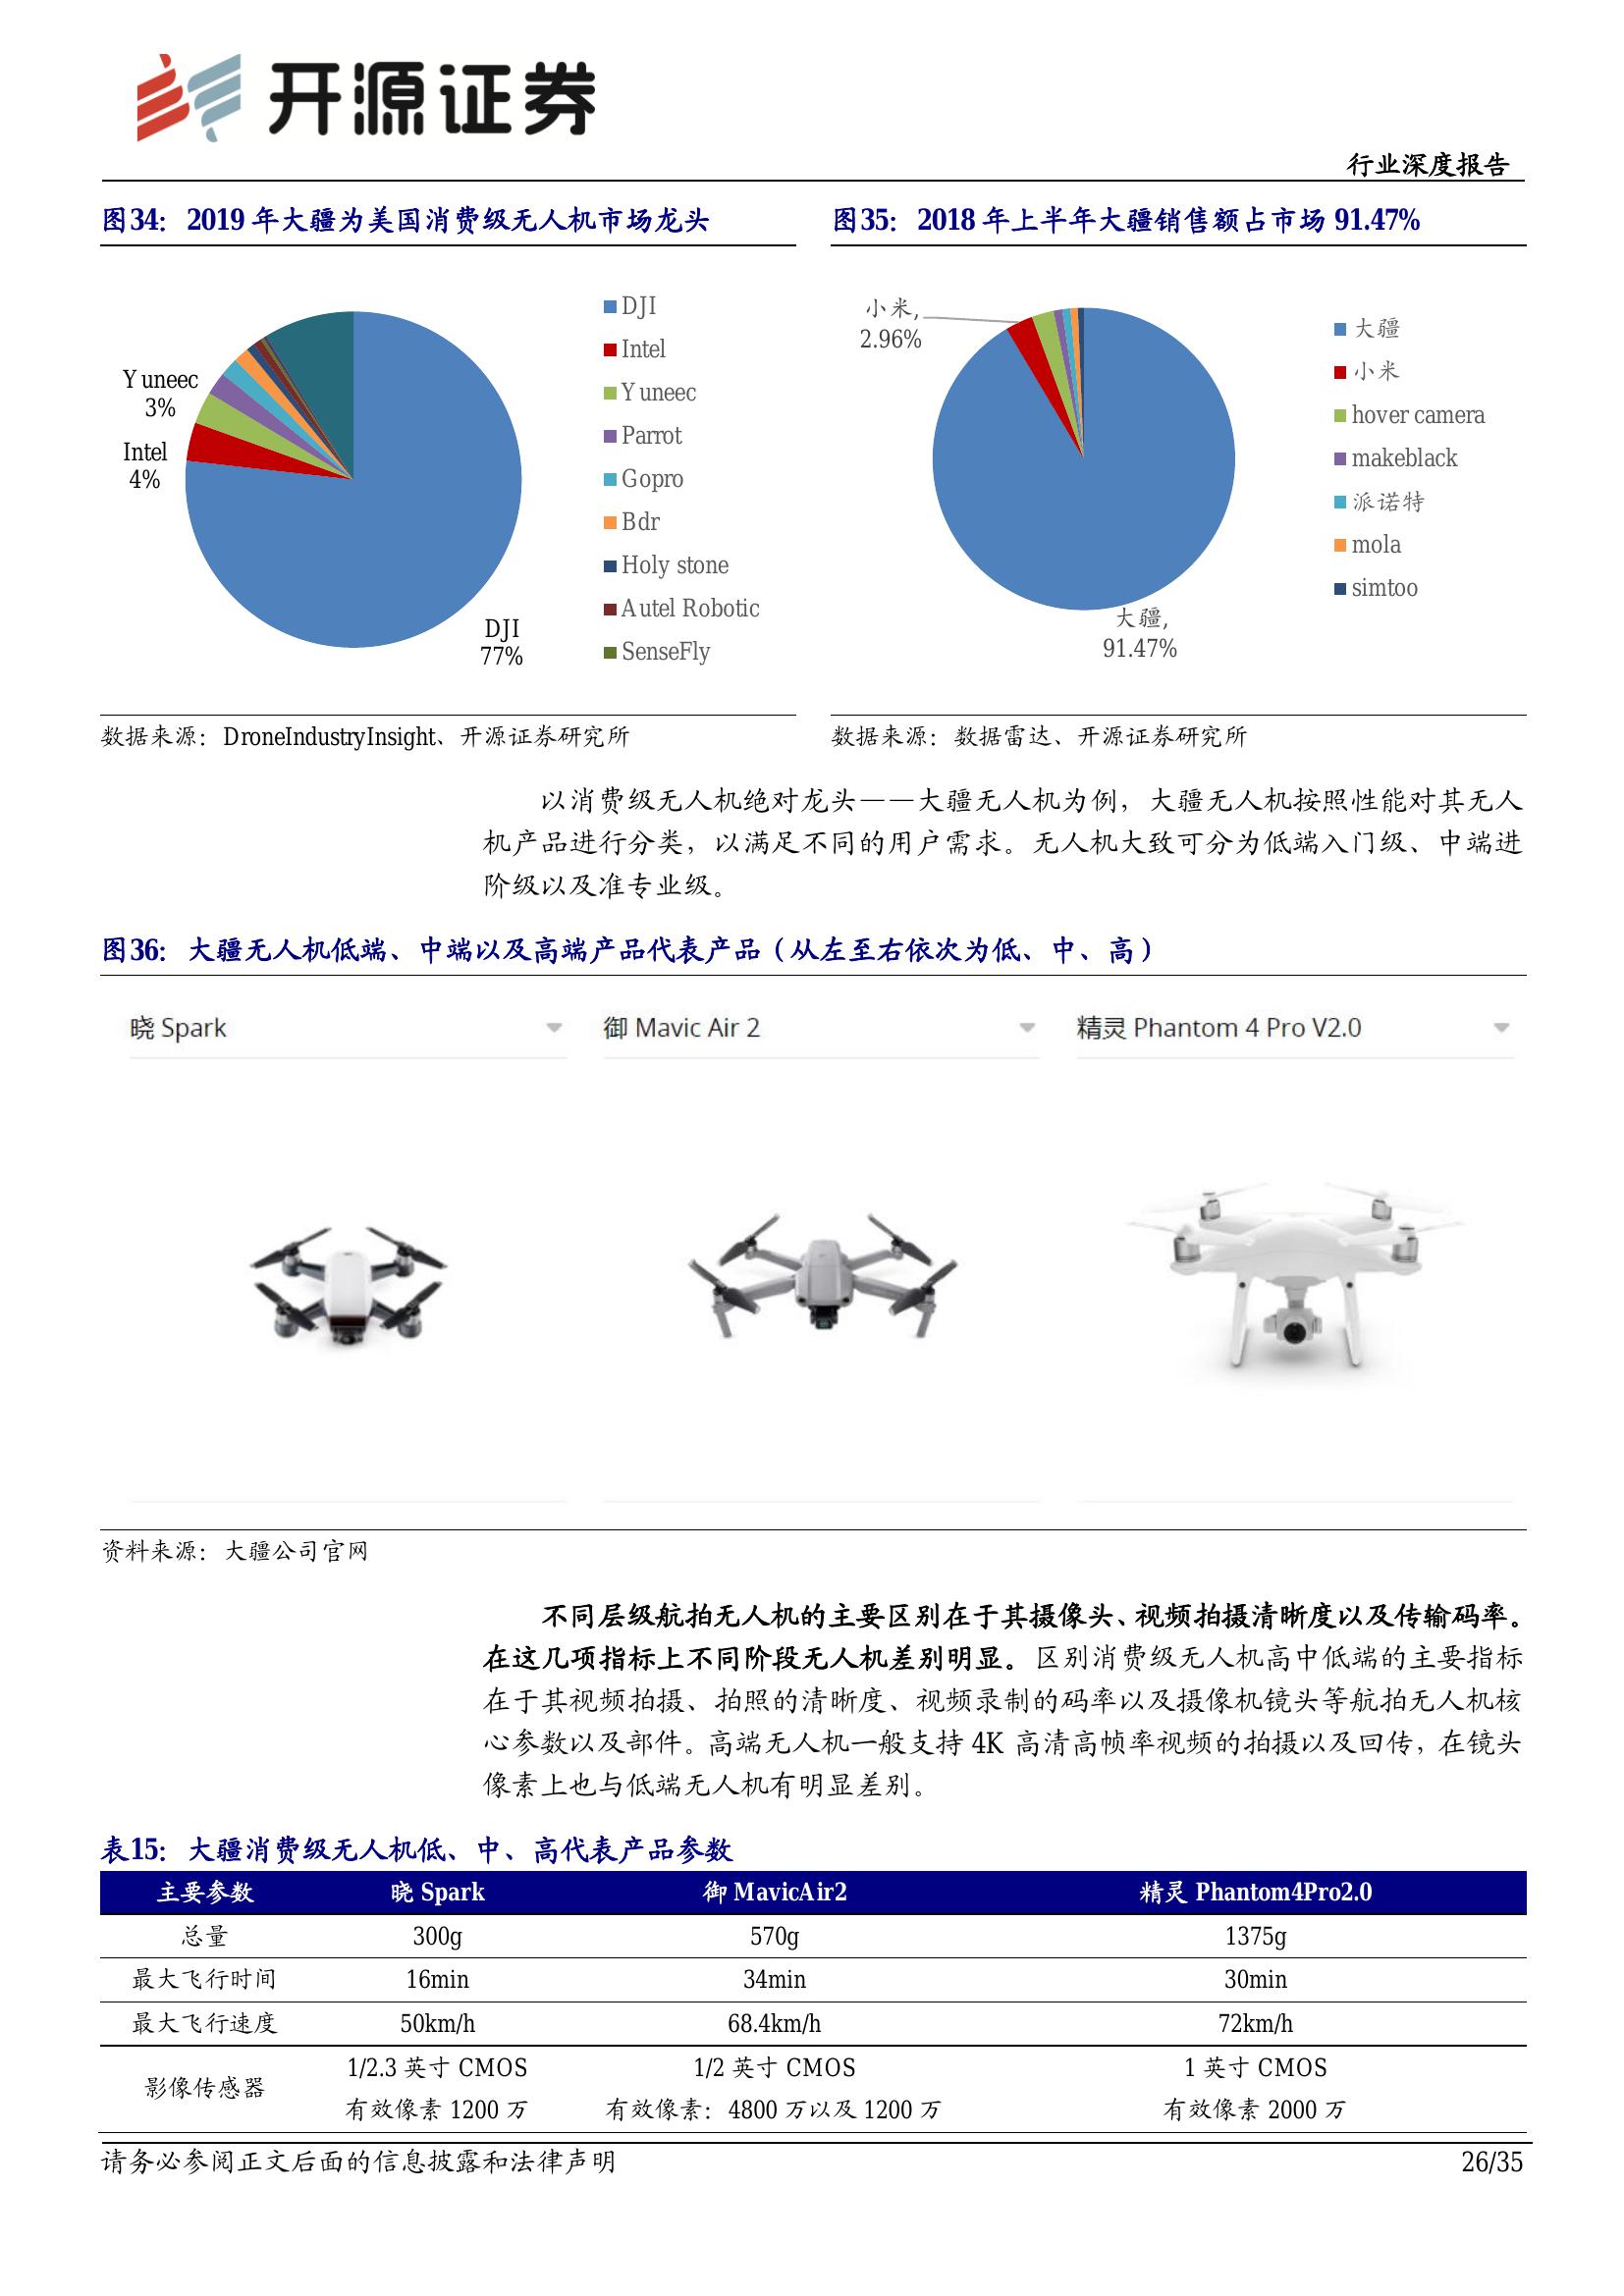 开源证券
行业深度报告
图34：2019 年大疆为美国消费级无人机市场龙头
DJI
Intel
Yuneec
Parrot
Gopro
Bdr
Holy stone
Autel Robotic
SenseFly
Yuneec
3%
Intel
4%
DJI
77%
数据来源：DroneIndustryInsight、开源证券研究所
图35：2018 年上半年大疆销售额占市场 91.47%
小米,
2.96%
大疆,
91.47%
大疆
小米
hover camera
makeblack
派诺特
mola
simtoo
数据来源：数据雷达、开源证券研究所
以消费级无人机绝对龙头——大疆无人机为例，大疆无人机按照性能对其无人
机产品进行分类，以满足不同的用户需求。无人机大致可分为低端入门级、中端进
阶级以及准专业级。
图36：大疆无人机低端、中端以及高端产品代表产品（从左至右依次为低、中、高）
晓 Spark
御 Mavic Air 2
精灵 Phantom 4 Pro V2.0
资料来源：大疆公司官网
不同层级航拍无人机的主要区别在于其摄像头、视频拍摄清晰度以及传输码率。
在这几项指标上不同阶段无人机差别明显。区别消费级无人机高中低端的主要指标
在于其视频拍摄、拍照的清晰度、视频录制的码率以及摄像机镜头等航拍无人机核
心参数以及部件。高端无人机一般支持 4K 高清高帧率视频的拍摄以及回传，在镜头
像素上也与低端无人机有明显差别。
表15：大疆消费级无人机低、中、高代表产品参数
主要参数 晓 Spark 御 MavicAir2 精灵 Phantom4Pro2.0
总量 300g 570g 1375g
最大飞行时间 16min 34min 30min
最大飞行速度 50km/h 68.4km/h 72km/h
影像传感器 1/2.3 英寸 CMOS 1/2 英寸 CMOS 1 英寸 CMOS
有效像素 1200 万 有效像素：4800 万以及 1200 万 有效像素 2000 万
请务必参阅正文后面的信息披露和法律声明 26/35